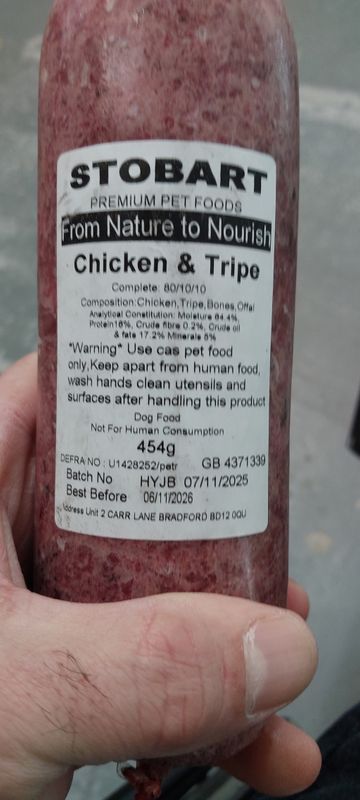 STOBART
PREMIUM PET FOODS
From Nature to Nourish
Chicken & Tripe
Complete 80/10/10
Composition:Chicken,Tripe,Bones,Offal
Analytical Constitution: Moisture 64.4%,
Protein16%, Crude fibre 0.2%, Crude oil
& fats 17.2% Minerals 5%
*Warning* Use cas pet food
only,Keep apart from human food,
wash hands clean utensils and
surfaces after handling this product
Dog Food
Not For Human Consumption
454g
DEFRA NO : U1428252/petr GB 4371339
Batch No HYJB 07/11/2025
Best Before 06/11/2026
Address Unit 2 CARR LANE BRADFORD BD12 0QU